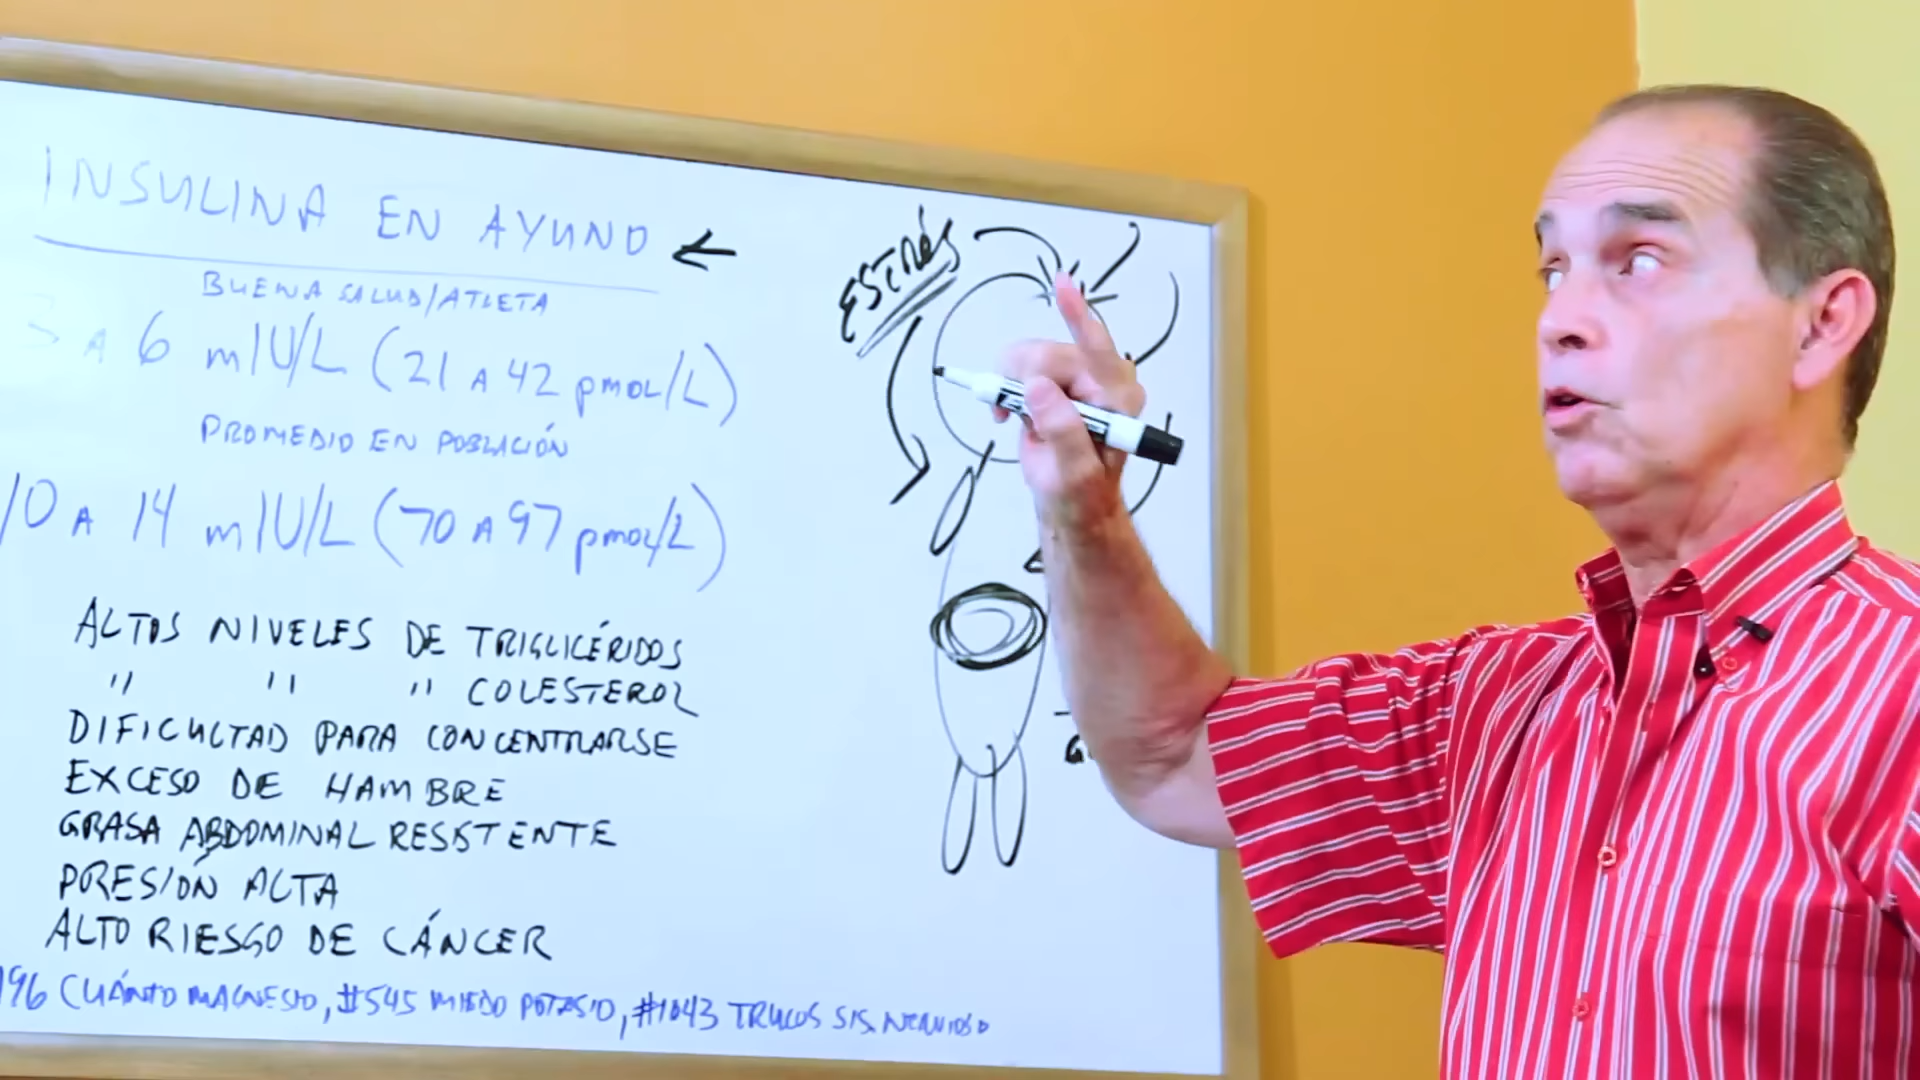 INSULINA EN AYUNO ←
BUENA SALUD/ATLETA
3 A 6 mIU/L (21 A 42 pmoL/L)
PROMEDIO EN POBLACIÓN
10 A 14 mIU/L (70 A 97 pmoL/L)
ALTOS NIVELES DE TRIGLICÉRIDOS
" " " COLESTEROL
DIFICULTAD PARA CONCENTRARSE
EXCESO DE HAMBRE
GRASA ABDOMINAL RESISTENTE
PRESIÓN ALTA
ALTO RIESGO DE CÁNCER
196 CUÁNTO MAGNESIO, #545 MIEDO POTASIO, #1043 TRUCOS SIS. NERVIOSO
ESTRÉS